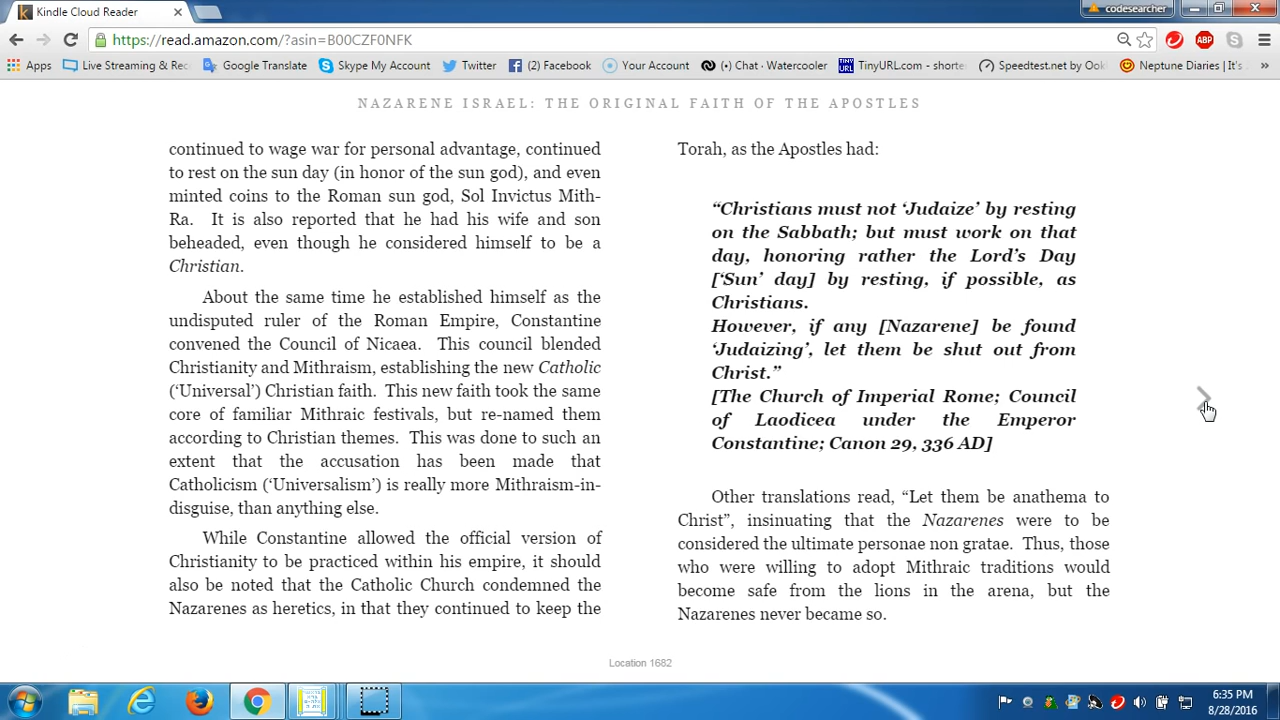 Kindle Cloud Reader
codesearcher
https://read.amazon.com/?asin=B00CZF0NFK
ABP
Apps Live Streaming & Rec Google Translate Skype My Account Twitter (2) Facebook Your Account (•) Chat · Watercooler TINY URL TinyURL.com - shorte Speedtest.net by Ookl Neptune Diaries | It's »
NAZARENE ISRAEL: THE ORIGINAL FAITH OF THE APOSTLES
continued to wage war for personal advantage, continued
to rest on the sun day (in honor of the sun god), and even
minted coins to the Roman sun god, Sol Invictus Mith-
Ra. It is also reported that he had his wife and son
beheaded, even though he considered himself to be a
Christian.
About the same time he established himself as the
undisputed ruler of the Roman Empire, Constantine
convened the Council of Nicaea. This council blended
Christianity and Mithraism, establishing the new Catholic
(‘Universal’) Christian faith. This new faith took the same
core of familiar Mithraic festivals, but re-named them
according to Christian themes. This was done to such an
extent that the accusation has been made that
Catholicism (‘Universalism’) is really more Mithraism-in-
disguise, than anything else.
While Constantine allowed the official version of
Christianity to be practiced within his empire, it should
also be noted that the Catholic Church condemned the
Nazarenes as heretics, in that they continued to keep the
Torah, as the Apostles had:
“Christians must not ‘Judaize’ by resting
on the Sabbath; but must work on that
day, honoring rather the Lord’s Day
[‘Sun’ day] by resting, if possible, as
Christians.
However, if any [Nazarene] be found
‘Judaizing’, let them be shut out from
Christ.”
[The Church of Imperial Rome; Council
of Laodicea under the Emperor
Constantine; Canon 29, 336 AD]
Other translations read, “Let them be anathema to
Christ”, insinuating that the Nazarenes were to be
considered the ultimate personae non gratae. Thus, those
who were willing to adopt Mithraic traditions would
become safe from the lions in the arena, but the
Nazarenes never became so.
Location 1682
6:35 PM
8/28/2016